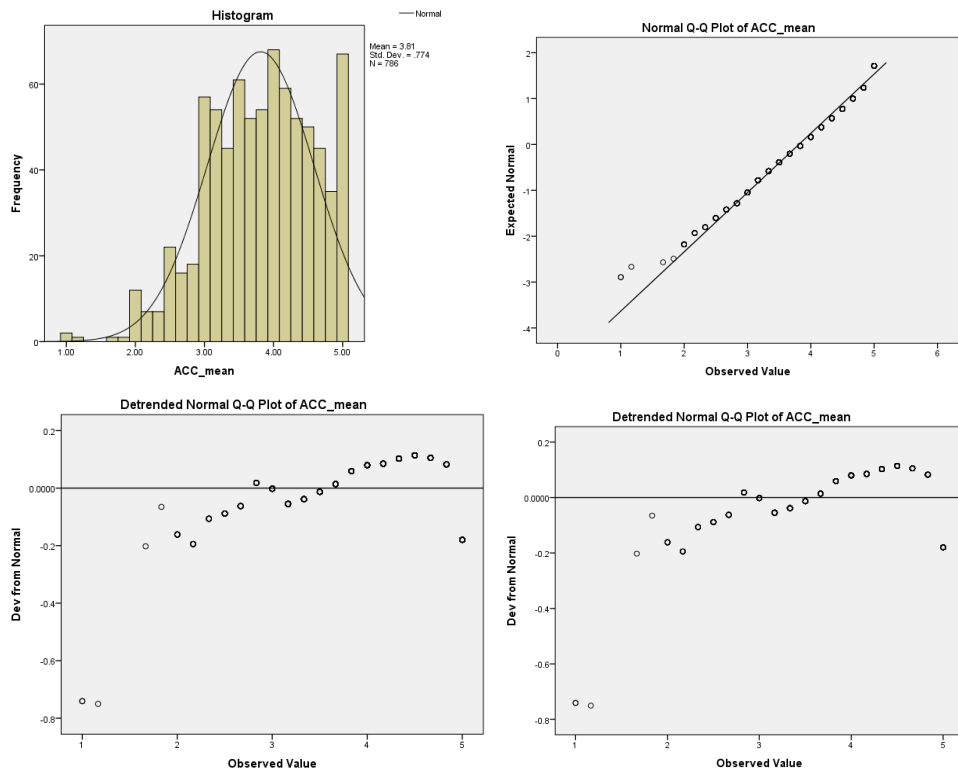 Histogram
Normal
Mean = 3.81
Std. Dev. = .774
N = 786
60
40
20
0
Frequency
1.00 2.00 3.00 4.00 5.00
ACC_mean
Normal Q-Q Plot of ACC_mean
2
1
0
-1
-2
-3
-4
Expected Normal
0 1 2 3 4 5 6
Observed Value
Detrended Normal Q-Q Plot of ACC_mean
0.2
0.0000
-0.2
-0.4
-0.6
-0.8
Dev from Normal
1 2 3 4 5
Observed Value
Detrended Normal Q-Q Plot of ACC_mean
0.2
0.0000
-0.2
-0.4
-0.6
-0.8
Dev from Normal
1 2 3 4 5
Observed Value